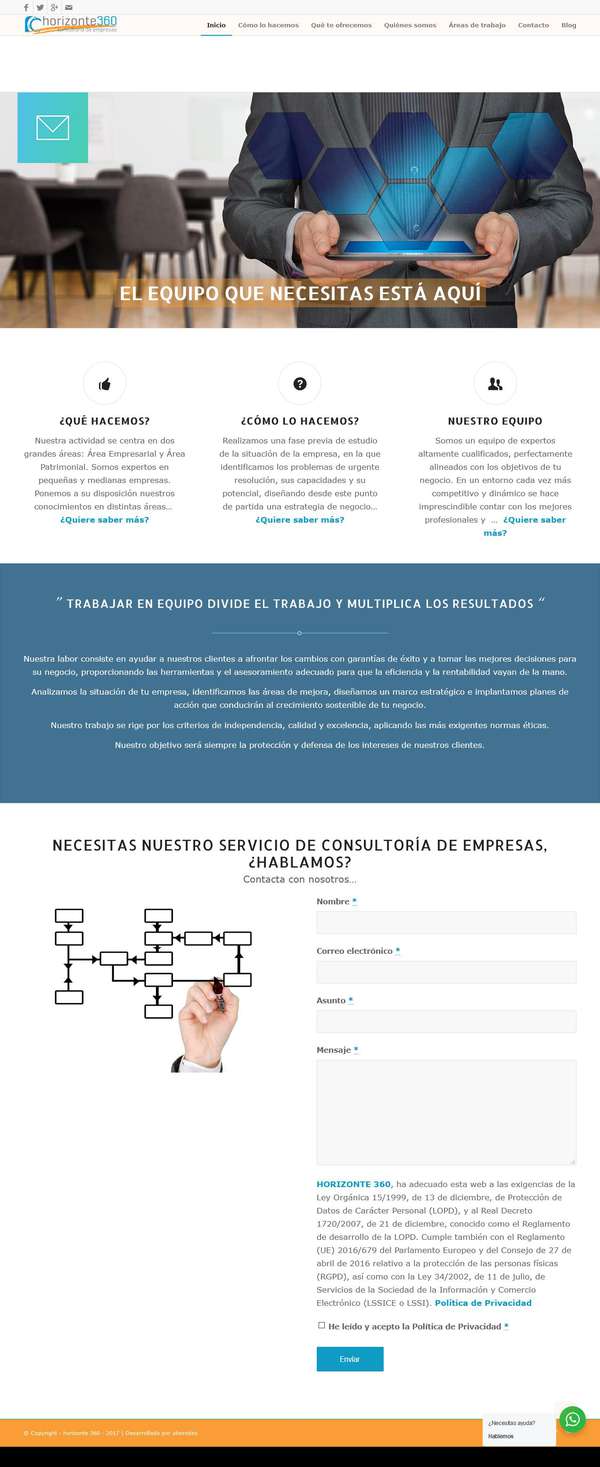 horizonte360
Inicio
Cómo lo hacemos
Qué te ofrecemos
Quiénes somos
Áreas de trabajo
Contacto
Blog
EL EQUIPO QUE NECESITAS ESTÁ AQUÍ
¿QUÉ HACEMOS?
Nuestra actividad se centra en dos
grandes áreas: Área Empresarial y Área
Patrimonial. Somos expertos en
pequeñas y medianas empresas.
Ponemos a su disposición nuestros
conocimientos en distintas áreas...
¿Quiere saber más?
¿CÓMO LO HACEMOS?
Realizamos una fase previa de estudio
de la situación de la empresa, en la que
identificamos los problemas de urgente
resolución, sus capacidades y su
potencial, diseñando desde este punto
de partida una estrategia de negocio...
¿Quiere saber más?
NUESTRO EQUIPO
Somos un equipo de expertos
altamente cualificados, perfectamente
alineados con los objetivos de tu
negocio. En un entorno cada vez más
competitivo y dinámico se hace
imprescindible contar con los mejores
profesionales y ... ¿Quiere saber
más?
” TRABAJAR EN EQUIPO DIVIDE EL TRABAJO Y MULTIPLICA LOS RESULTADOS “
Nuestra labor consiste en ayudar a nuestros clientes a afrontar los cambios con garantías de éxito y a tomar las mejores decisiones para
su negocio, proporcionando las herramientas y el asesoramiento adecuado para que la eficiencia y la rentabilidad vayan de la mano.
Analizamos la situación de tu empresa, identificamos las áreas de mejora, diseñamos un marco estratégico e implantamos planes de
acción que conducirán al crecimiento sostenible de tu negocio.
Nuestro trabajo se rige por los criterios de independencia, calidad y excelencia, aplicando las más exigentes normas éticas.
Nuestro objetivo será siempre la protección y defensa de los intereses de nuestros clientes.
NECESITAS NUESTRO SERVICIO DE CONSULTORÍA DE EMPRESAS,
¿HABLAMOS?
Contacta con nosotros...
Nombre *
Correo electrónico *
Asunto *
Mensaje *
HORIZONTE 360, ha adecuado esta web a las exigencias de la
Ley Orgánica 15/1999, de 13 de diciembre, de Protección de
Datos de Carácter Personal (LOPD), y al Real Decreto
1720/2007, de 21 de diciembre, conocido como el Reglamento
de desarrollo de la LOPD. Cumple también con el Reglamento
(UE) 2016/679 del Parlamento Europeo y del Consejo de 27 de
abril de 2016 relativo a la protección de las personas físicas
(RGPD), así como con la Ley 34/2002, de 11 de julio, de
Servicios de la Sociedad de la Información y Comercio
Electrónico (LSSICE o LSSI). Política de Privacidad
He leído y acepto la Política de Privacidad *
Enviar
© Copyright - horizonte 360 - 2017 | Desarrollado por
¿Necesitas ayuda?
Hablemos